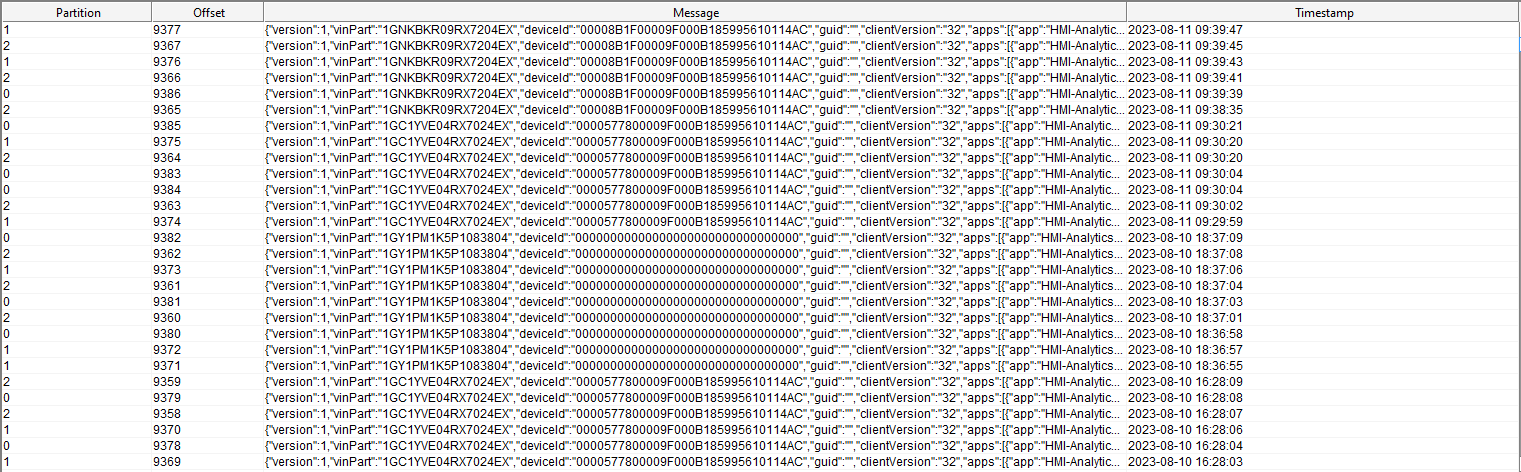 Partition Offset Message Timestamp
1 9377 {"version":1,"vinPart":"1GNKBKR09RX7204EX","deviceId":"00008B1F00009F000B185995610114AC","guid":"","clientVersion":"32","apps":[{"app":"HMI-Analytic... 2023-08-11 09:39:47
2 9367 {"version":1,"vinPart":"1GNKBKR09RX7204EX","deviceId":"00008B1F00009F000B185995610114AC","guid":"","clientVersion":"32","apps":[{"app":"HMI-Analytic... 2023-08-11 09:39:45
1 9376 {"version":1,"vinPart":"1GNKBKR09RX7204EX","deviceId":"00008B1F00009F000B185995610114AC","guid":"","clientVersion":"32","apps":[{"app":"HMI-Analytic... 2023-08-11 09:39:43
2 9366 {"version":1,"vinPart":"1GNKBKR09RX7204EX","deviceId":"00008B1F00009F000B185995610114AC","guid":"","clientVersion":"32","apps":[{"app":"HMI-Analytic... 2023-08-11 09:39:41
0 9386 {"version":1,"vinPart":"1GNKBKR09RX7204EX","deviceId":"00008B1F00009F000B185995610114AC","guid":"","clientVersion":"32","apps":[{"app":"HMI-Analytic... 2023-08-11 09:39:39
2 9365 {"version":1,"vinPart":"1GNKBKR09RX7204EX","deviceId":"00008B1F00009F000B185995610114AC","guid":"","clientVersion":"32","apps":[{"app":"HMI-Analytic... 2023-08-11 09:38:35
0 9385 {"version":1,"vinPart":"1GC1YVE04RX7024EX","deviceId":"0000577800009F000B185995610114AC","guid":"","clientVersion":"32","apps":[{"app":"HMI-Analytic... 2023-08-11 09:30:21
1 9375 {"version":1,"vinPart":"1GC1YVE04RX7024EX","deviceId":"0000577800009F000B185995610114AC","guid":"","clientVersion":"32","apps":[{"app":"HMI-Analytic... 2023-08-11 09:30:20
2 9364 {"version":1,"vinPart":"1GC1YVE04RX7024EX","deviceId":"0000577800009F000B185995610114AC","guid":"","clientVersion":"32","apps":[{"app":"HMI-Analytic... 2023-08-11 09:30:20
0 9383 {"version":1,"vinPart":"1GC1YVE04RX7024EX","deviceId":"0000577800009F000B185995610114AC","guid":"","clientVersion":"32","apps":[{"app":"HMI-Analytic... 2023-08-11 09:30:04
0 9384 {"version":1,"vinPart":"1GC1YVE04RX7024EX","deviceId":"0000577800009F000B185995610114AC","guid":"","clientVersion":"32","apps":[{"app":"HMI-Analytic... 2023-08-11 09:30:04
2 9363 {"version":1,"vinPart":"1GC1YVE04RX7024EX","deviceId":"0000577800009F000B185995610114AC","guid":"","clientVersion":"32","apps":[{"app":"HMI-Analytic... 2023-08-11 09:30:02
1 9374 {"version":1,"vinPart":"1GC1YVE04RX7024EX","deviceId":"0000577800009F000B185995610114AC","guid":"","clientVersion":"32","apps":[{"app":"HMI-Analytic... 2023-08-11 09:29:59
0 9382 {"version":1,"vinPart":"1GY1PM1K5P1083804","deviceId":"00000000000000000000000000000000","guid":"","clientVersion":"32","apps":[{"app":"HMI-Analytics... 2023-08-10 18:37:09
2 9362 {"version":1,"vinPart":"1GY1PM1K5P1083804","deviceId":"00000000000000000000000000000000","guid":"","clientVersion":"32","apps":[{"app":"HMI-Analytics... 2023-08-10 18:37:08
1 9373 {"version":1,"vinPart":"1GY1PM1K5P1083804","deviceId":"00000000000000000000000000000000","guid":"","clientVersion":"32","apps":[{"app":"HMI-Analytics... 2023-08-10 18:37:06
2 9361 {"version":1,"vinPart":"1GY1PM1K5P1083804","deviceId":"00000000000000000000000000000000","guid":"","clientVersion":"32","apps":[{"app":"HMI-Analytics... 2023-08-10 18:37:04
0 9381 {"version":1,"vinPart":"1GY1PM1K5P1083804","deviceId":"00000000000000000000000000000000","guid":"","clientVersion":"32","apps":[{"app":"HMI-Analytics... 2023-08-10 18:37:03
2 9360 {"version":1,"vinPart":"1GY1PM1K5P1083804","deviceId":"00000000000000000000000000000000","guid":"","clientVersion":"32","apps":[{"app":"HMI-Analytics... 2023-08-10 18:37:01
0 9380 {"version":1,"vinPart":"1GY1PM1K5P1083804","deviceId":"00000000000000000000000000000000","guid":"","clientVersion":"32","apps":[{"app":"HMI-Analytics... 2023-08-10 18:36:58
1 9372 {"version":1,"vinPart":"1GY1PM1K5P1083804","deviceId":"00000000000000000000000000000000","guid":"","clientVersion":"32","apps":[{"app":"HMI-Analytics... 2023-08-10 18:36:57
1 9371 {"version":1,"vinPart":"1GY1PM1K5P1083804","deviceId":"00000000000000000000000000000000","guid":"","clientVersion":"32","apps":[{"app":"HMI-Analytics... 2023-08-10 18:36:55
2 9359 {"version":1,"vinPart":"1GC1YVE04RX7024EX","deviceId":"0000577800009F000B185995610114AC","guid":"","clientVersion":"32","apps":[{"app":"HMI-Analytic... 2023-08-10 16:28:09
0 9379 {"version":1,"vinPart":"1GC1YVE04RX7024EX","deviceId":"0000577800009F000B185995610114AC","guid":"","clientVersion":"32","apps":[{"app":"HMI-Analytic... 2023-08-10 16:28:08
2 9358 {"version":1,"vinPart":"1GC1YVE04RX7024EX","deviceId":"0000577800009F000B185995610114AC","guid":"","clientVersion":"32","apps":[{"app":"HMI-Analytic... 2023-08-10 16:28:07
1 9370 {"version":1,"vinPart":"1GC1YVE04RX7024EX","deviceId":"0000577800009F000B185995610114AC","guid":"","clientVersion":"32","apps":[{"app":"HMI-Analytic... 2023-08-10 16:28:06
0 9378 {"version":1,"vinPart":"1GC1YVE04RX7024EX","deviceId":"0000577800009F000B185995610114AC","guid":"","clientVersion":"32","apps":[{"app":"HMI-Analytic... 2023-08-10 16:28:04
1 9369 {"version":1,"vinPart":"1GC1YVE04RX7024EX","deviceId":"0000577800009F000B185995610114AC","guid":"","clientVersion":"32","apps":[{"app":"HMI-Analytic... 2023-08-10 16:28:03